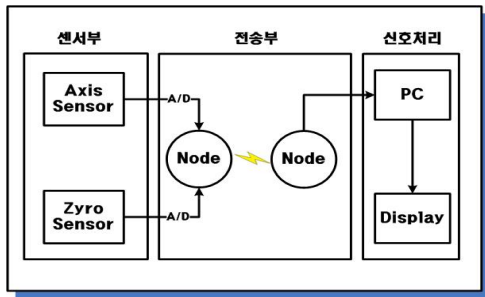 센서부
전송부
신호처리
Axis
Sensor
A/D
Node
Node
PC
Zyro
Sensor
A/D
Display